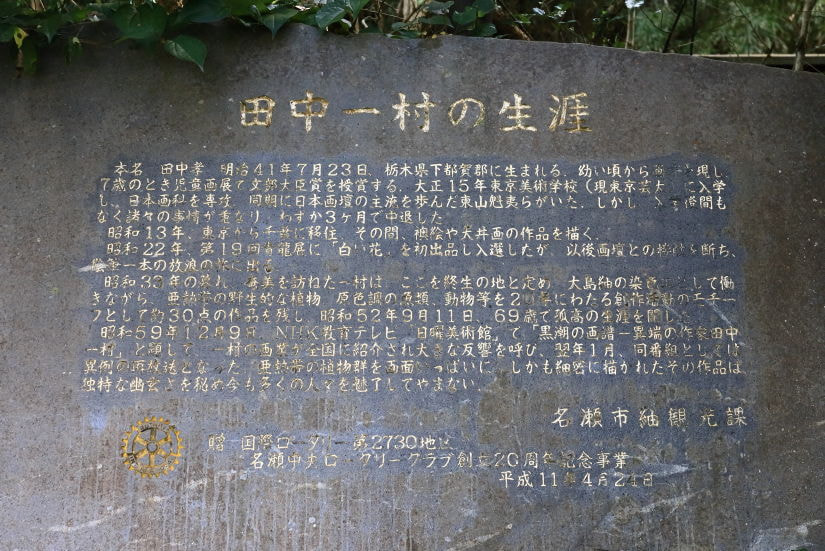 田中一村の生涯
本名 田中孝 明治41年7月23日、栃木県下都賀郡に生まれる。幼い頃から画才を現し、
7歳のとき児童画展で文部大臣賞を授賞する。大正15年東京美術学校(現東京芸大)に入学
し、日本画科を専攻。同期に日本画壇の主流を歩んだ東山魁夷らがいた。しかし、入学後間も
なく諸々の事情が重なり、わずか3ヶ月で中退した。
昭和13年、東京から千葉に移住、その間、襖絵や天井画の作品を描く。
昭和22年、第19回青龍展に「白い花」を初出品し入選したが、以後画壇との を断ち、
絵筆一本の放浪の旅に出る。
昭和33年の暮れ、奄美を訪ねた一村は、ここを終生の地と定め、大島紬の染色工として働
きながら、亜熱帯の野生的な植物、原色調の魚類、動物等を2 にわたる創作活動のモチー
フとして約30点の作品を残し、昭和52年9月11日、69歳で孤高の生涯を閉じた。
昭和59年12月9日、NHK教育テレビ「日曜美術館」で「黒潮の画譜-異端の作家田中
一村」と題して、一村の画業が全国に紹介され大きな反響を呼び、翌年1月、同番組としては
異例の再放送となった。亜熱帯の植物群を画面いっぱいに、しかも細密に描かれたその作品は、
独特な幽玄さを秘め今も多くの人々を魅了してやまない。
名瀬市紬観光課
贈 国際ロータリー第2730地区
名瀬中央ロータリークラブ創立20周年記念事業
平成11年4月24日